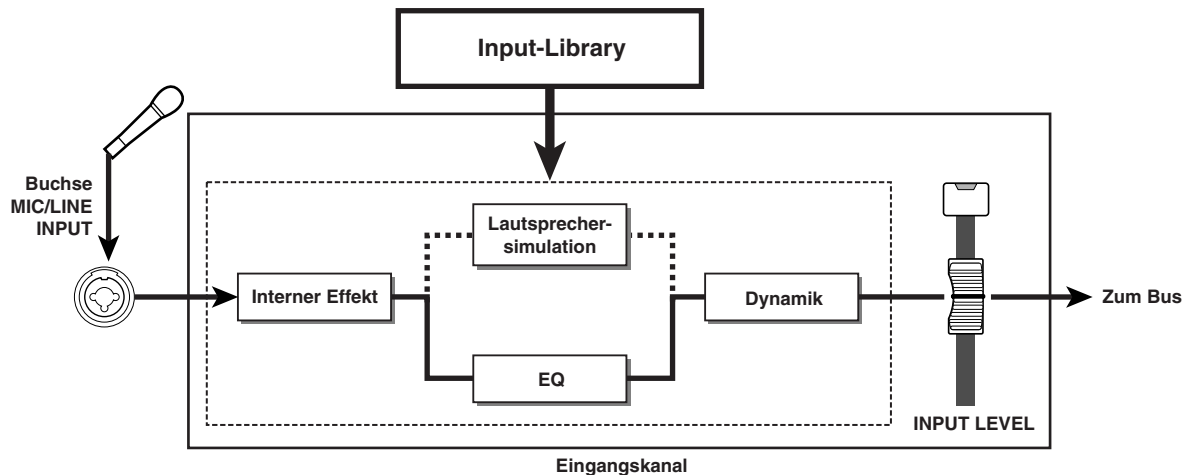 Input-Library
Buchse
MIC/LINE
INPUT
Lautsprecher-
simulation
Interner Effekt
Dynamik
Zum Bus
EQ
INPUT LEVEL
Eingangskanal